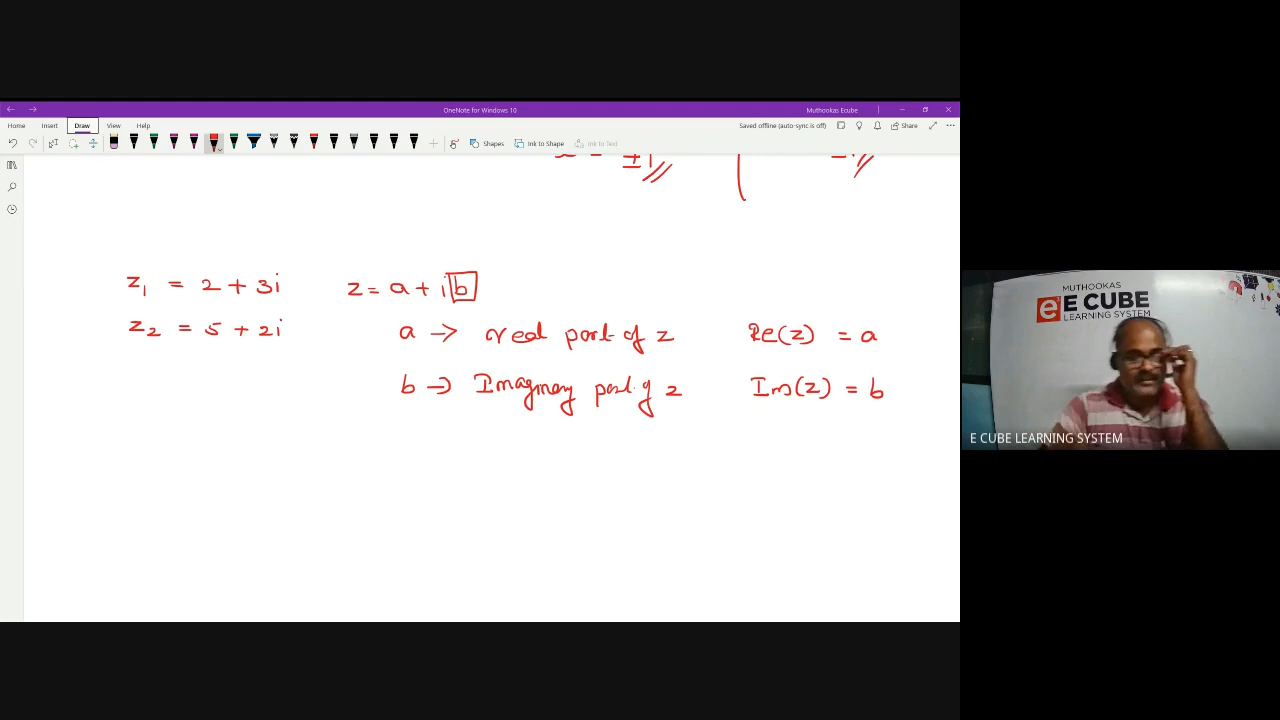 OneNote for Windows 10
Muthookas Ecube
Home Insert Draw View Help
Saved offline (auto-sync is off)
Share
Shapes
Ink to Shape
Ink to Text
± 1
z₁ = 2 + 3i
z = a + i b
z₂ = 5 + 2i
a → real part of z
Re(z) = a
b → Imaginary part of z
Im(z) = b
MUTHOOKAS
e E CUBE
LEARNING SYSTEM
E CUBE LEARNING SYSTEM